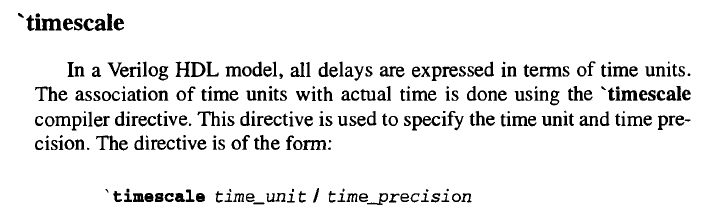 `timescale
In a Verilog HDL model, all delays are expressed in terms of time units.
The association of time units with actual time is done using the `timescale
compiler directive. This directive is used to specify the time unit and time pre-
cision. The directive is of the form:
`timescale time_unit / time_precision